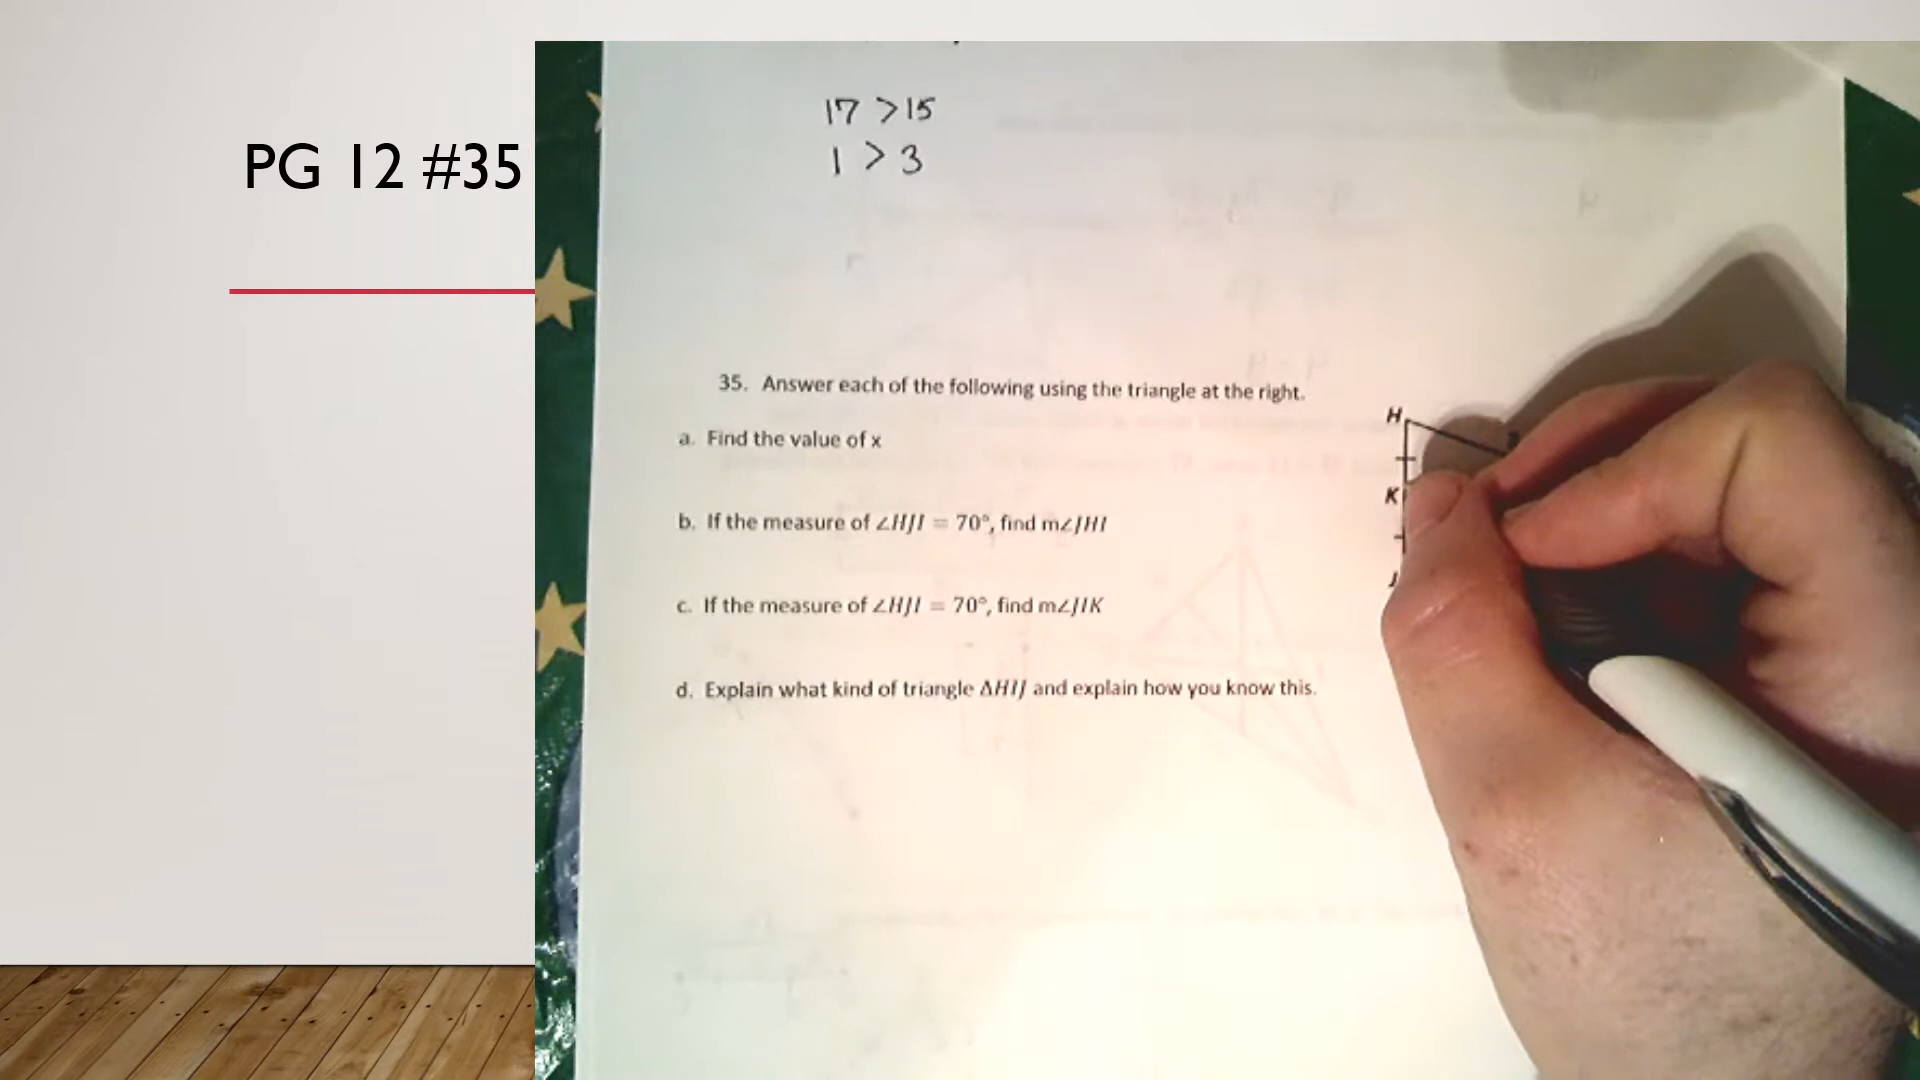 PG 12 #35
17 > 15
1 > 3
35. Answer each of the following using the triangle at the right.
a. Find the value of x
b. If the measure of ∠HJI = 70°, find m∠JHI
c. If the measure of ∠HJI = 70°, find m∠JIK
d. Explain what kind of triangle ΔHIJ and explain how you know this.
H
K
J